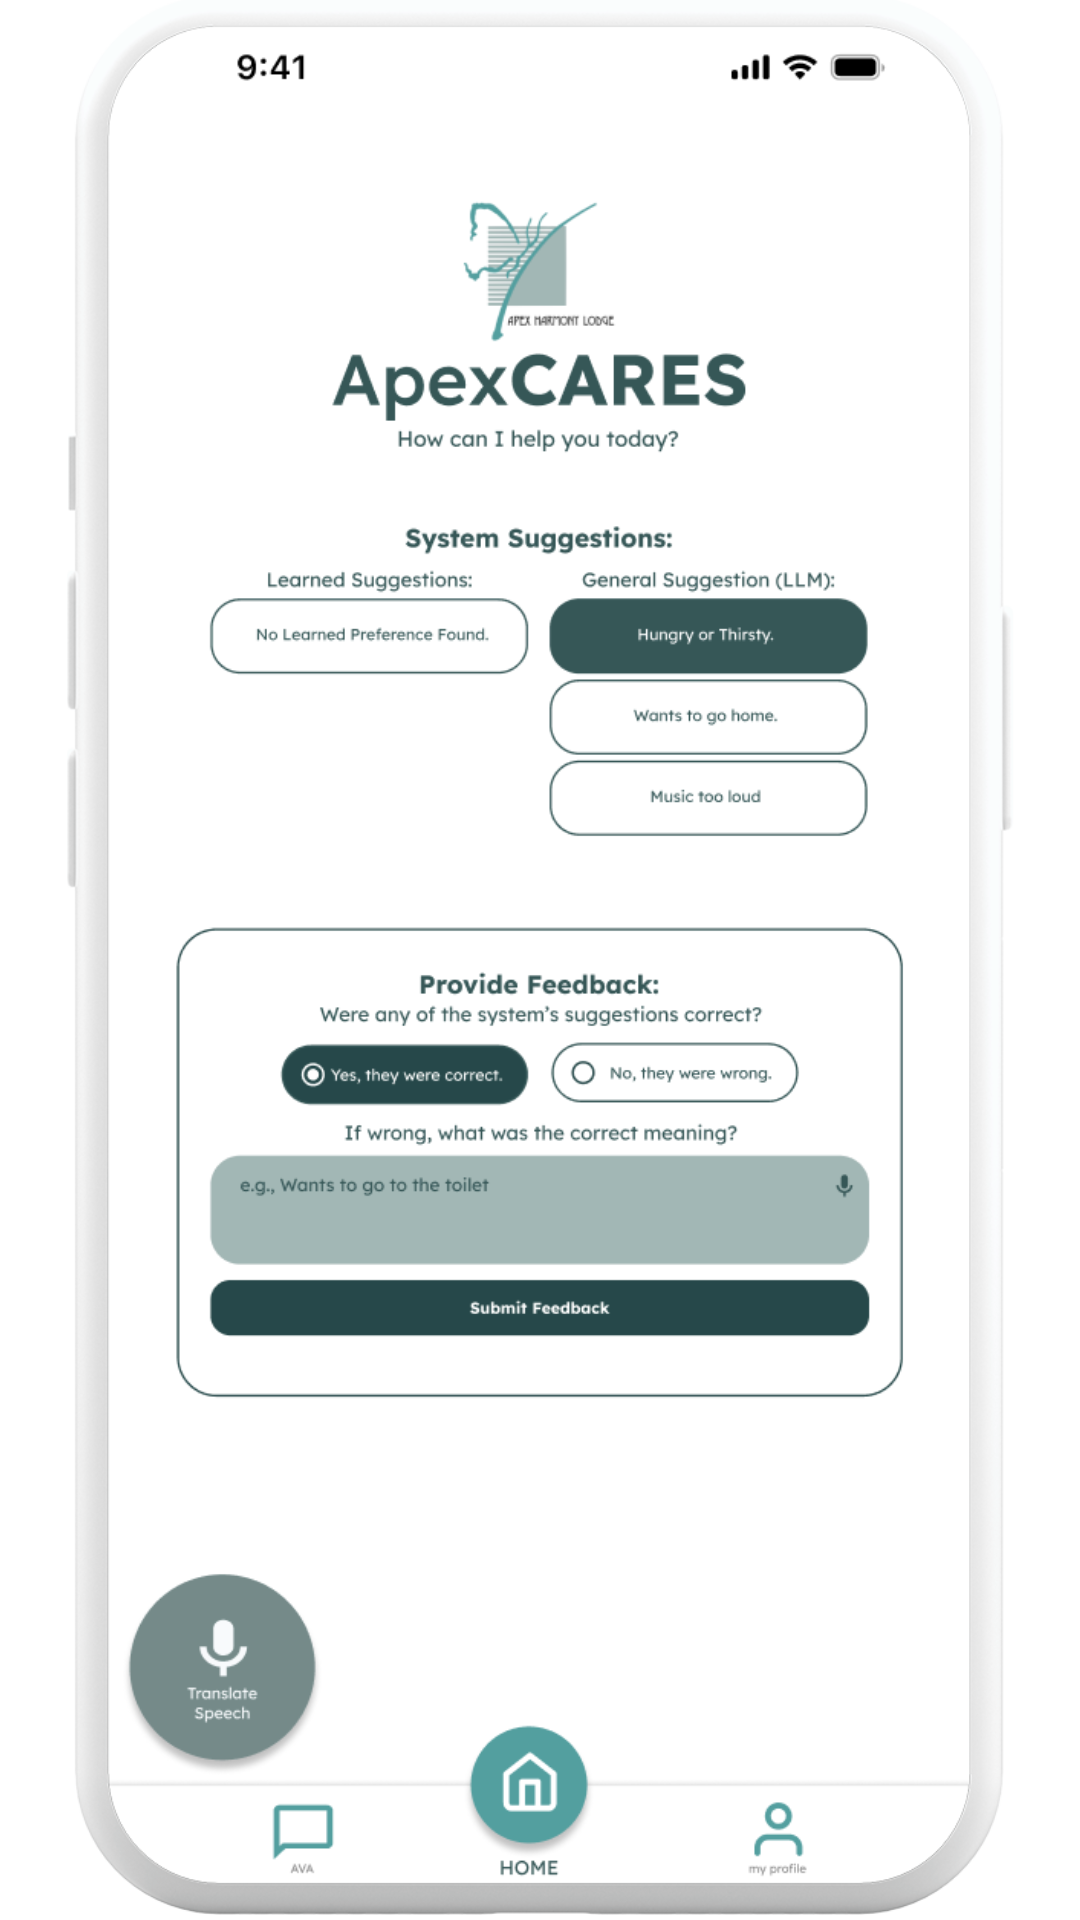 9:41
APEX HARMONY LODGE
ApexCARES
How can I help you today?
System Suggestions:
Learned Suggestions:
No Learned Preference Found.
General Suggestion (LLM):
Hungry or Thirsty.
Wants to go home.
Music too loud
Provide Feedback:
Were any of the system’s suggestions correct?
Yes, they were correct.
No, they were wrong.
If wrong, what was the correct meaning?
e.g., Wants to go to the toilet
Submit Feedback
Translate
Speech
AVA
HOME
my profile